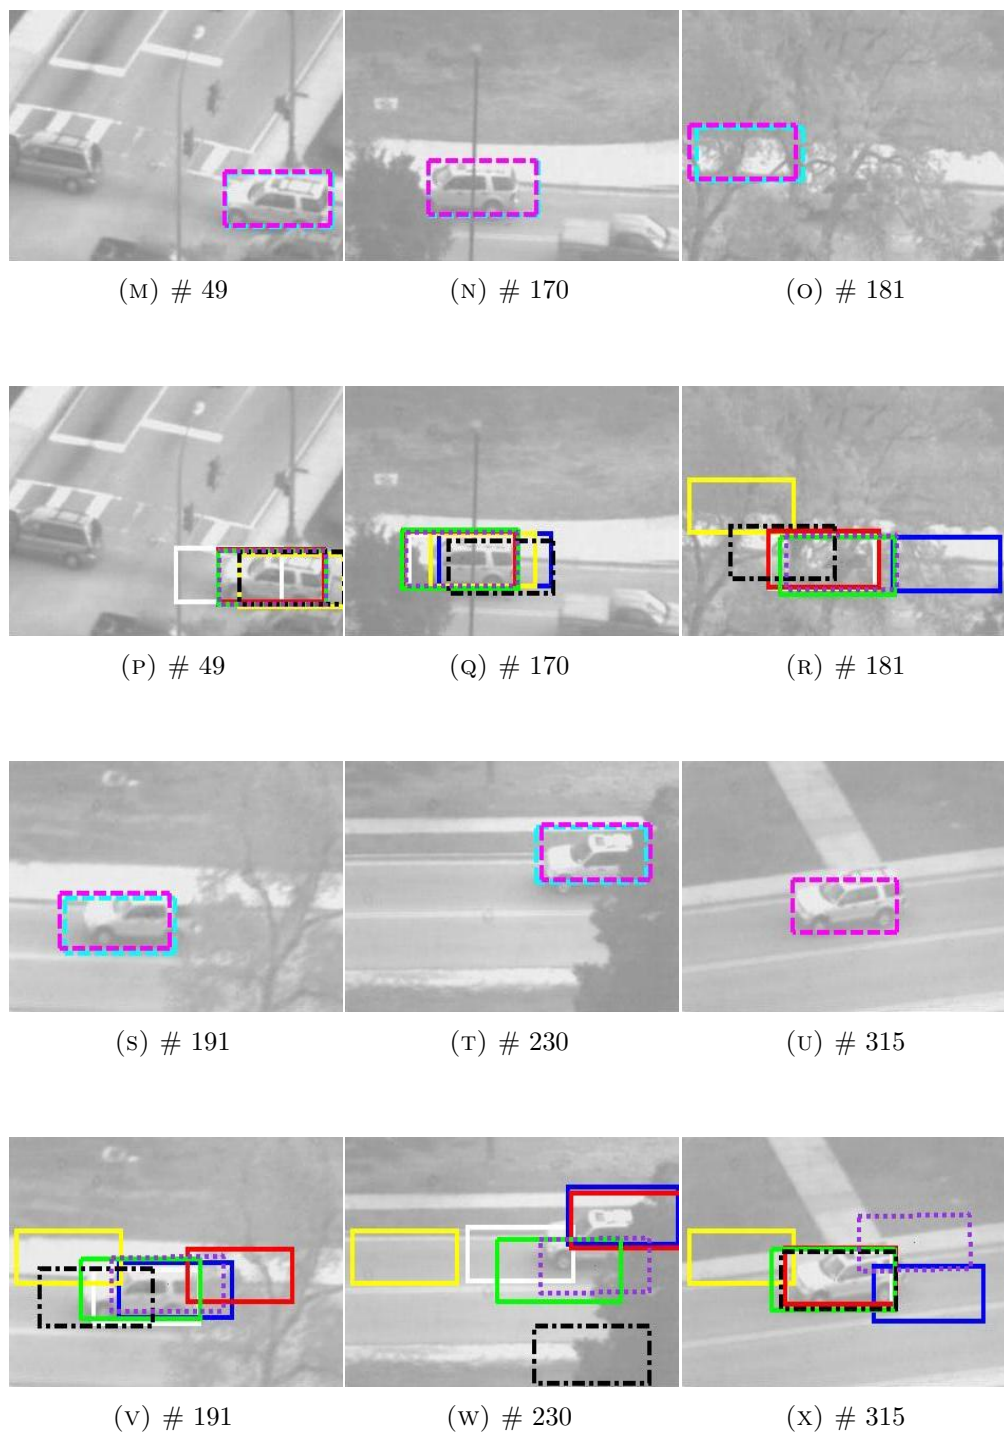 (M) # 49
(N) # 170
(O) # 181
(P) # 49
(Q) # 170
(R) # 181
(S) # 191
(T) # 230
(U) # 315
(V) # 191
(W) # 230
(X) # 315